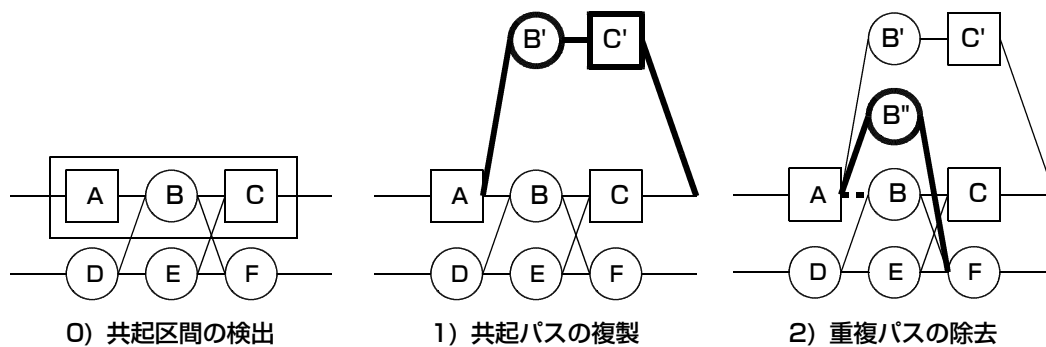 B' C' B' C'
B"
A B C A B C A B C
D E F D E F D E F
0) 共起区間の検出 1) 共起パスの複製 2) 重複パスの除去